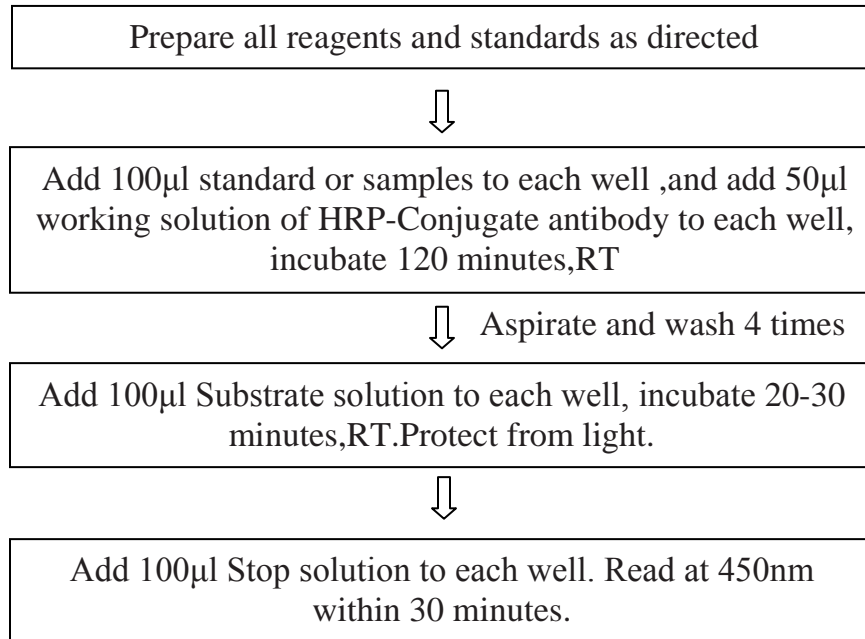 Prepare all reagents and standards as directed
Add 100μl standard or samples to each well ,and add 50μl
working solution of HRP-Conjugate antibody to each well,
incubate 120 minutes,RT
Aspirate and wash 4 times
Add 100μl Substrate solution to each well, incubate 20-30
minutes,RT.Protect from light.
Add 100μl Stop solution to each well. Read at 450nm
within 30 minutes.